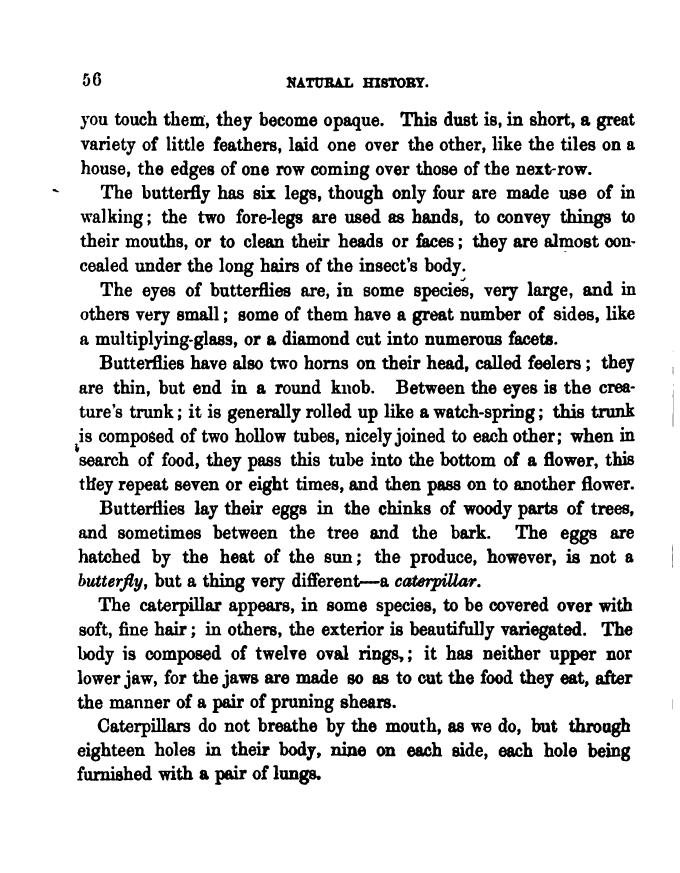 56 NATURAL HISTORY.
you touch them, they become opaque. This dust is, in short, a great
variety of little feathers, laid one over the other, like the tiles on a
house, the edges of one row coming over those of the next-row.
The butterfly has six legs, though only four are made use of in
walking; the two fore-legs are used as hands, to convey things to
their mouths, or to clean their heads or faces; they are almost con-
cealed under the long hairs of the insect's body.
The eyes of butterflies are, in some species, very large, and in
others very small; some of them have a great number of sides, like
a multiplying-glass, or a diamond cut into numerous facets.
Butterflies have also two horns on their head, called feelers; they
are thin, but end in a round knob. Between the eyes is the crea-
ture's trunk; it is generally rolled up like a watch-spring; this trunk
is composed of two hollow tubes, nicely joined to each other; when in
search of food, they pass this tube into the bottom of a flower, this
they repeat seven or eight times, and then pass on to another flower.
Butterflies lay their eggs in the chinks of woody parts of trees,
and sometimes between the tree and the bark. The eggs are
hatched by the heat of the sun; the produce, however, is not a
butterfly, but a thing very different—a caterpillar.
The caterpillar appears, in some species, to be covered over with
soft, fine hair; in others, the exterior is beautifully variegated. The
body is composed of twelve oval rings,; it has neither upper nor
lower jaw, for the jaws are made so as to cut the food they eat, after
the manner of a pair of pruning shears.
Caterpillars do not breathe by the mouth, as we do, but through
eighteen holes in their body, nine on each side, each hole being
furnished with a pair of lungs.